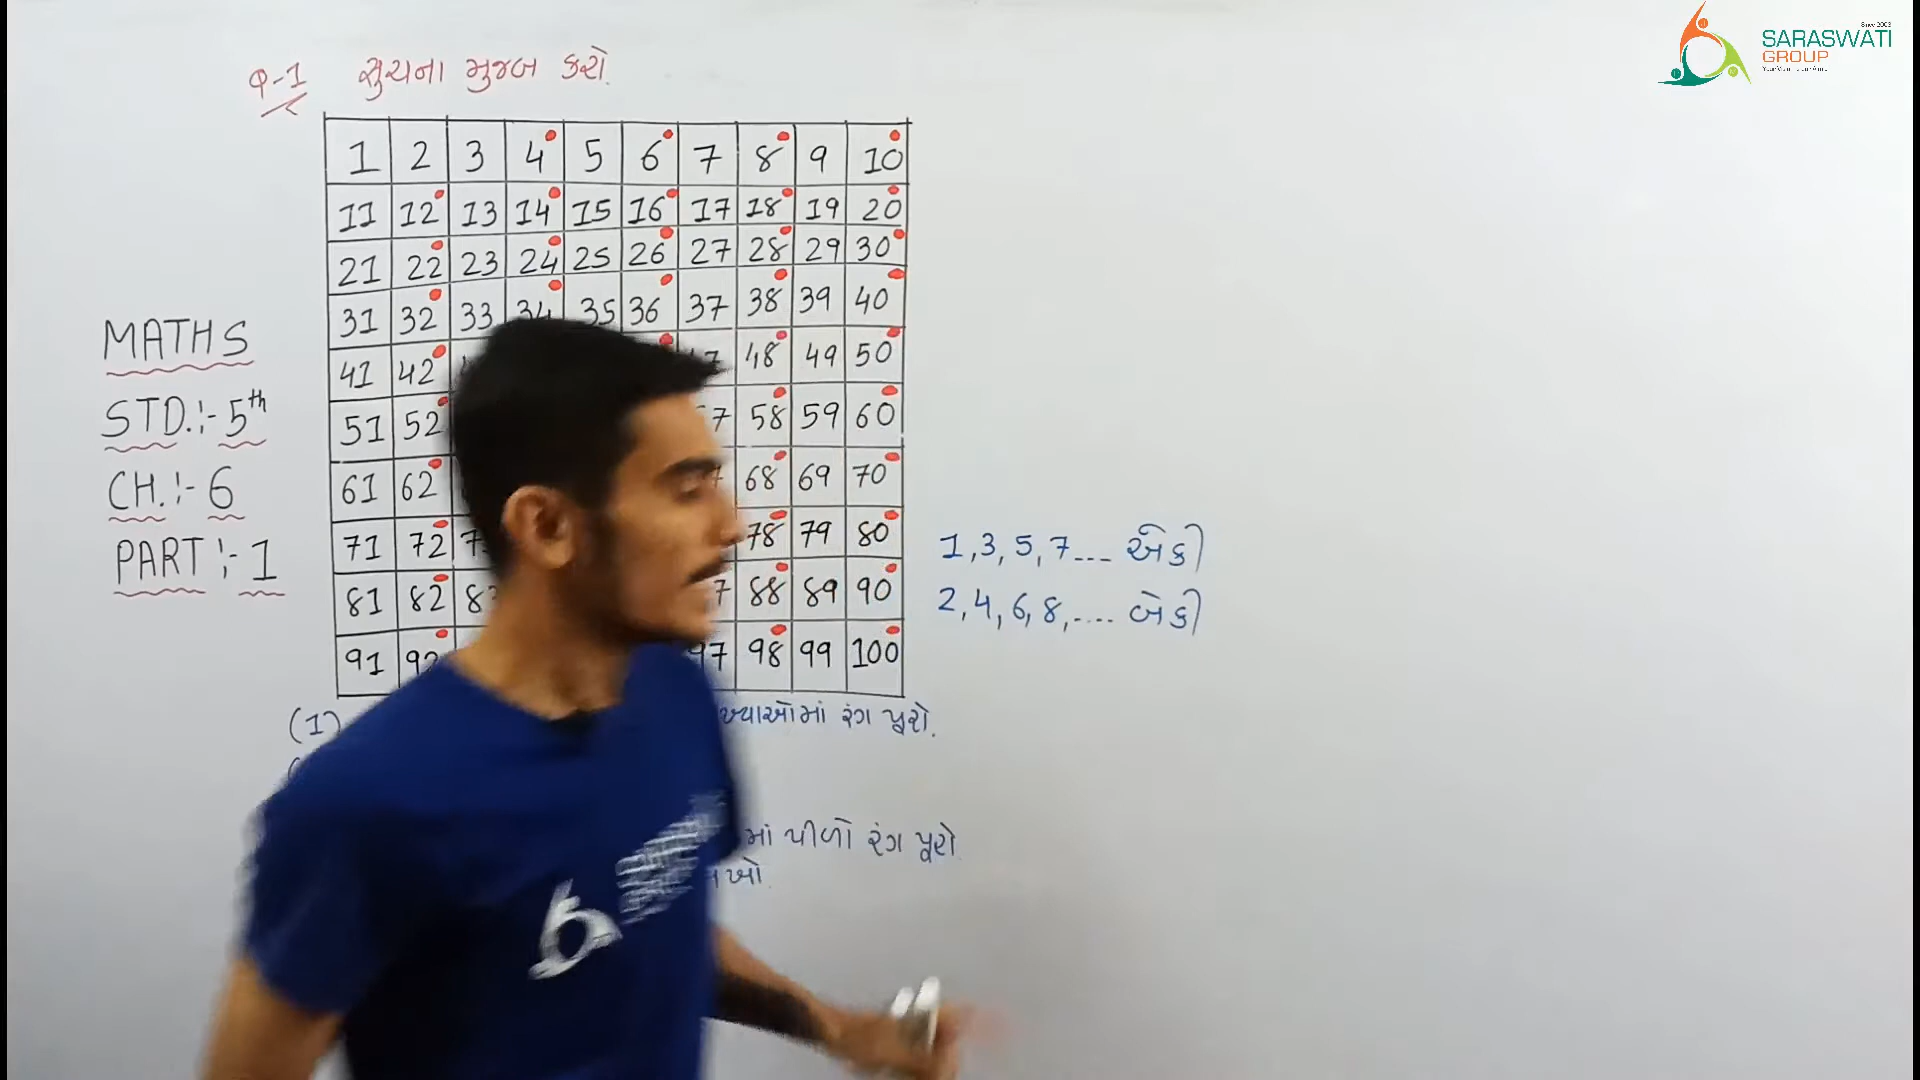 Q-1 સુચના મુજબ કરો.
1 2 3 4 5 6 7 8 9 10
11 12 13 14 15 16 17 18 19 20
21 22 23 24 25 26 27 28 29 30
31 32 33 34 35 36 37 38 39 40
41 42 48 49 50
51 52 58 59 60
61 62 68 69 70
71 72 78 79 80
81 82 88 89 90
91 92 97 98 99 100
MATHS
STD.:- 5th
CH.:- 6
PART:- 1
1,3,5,7... એકી
2,4,6,8,.... બેકી
(1) રંગ પૂરો.
માં પીળો રંગ પૂરો
Since 2003
SARASWATI
GROUP